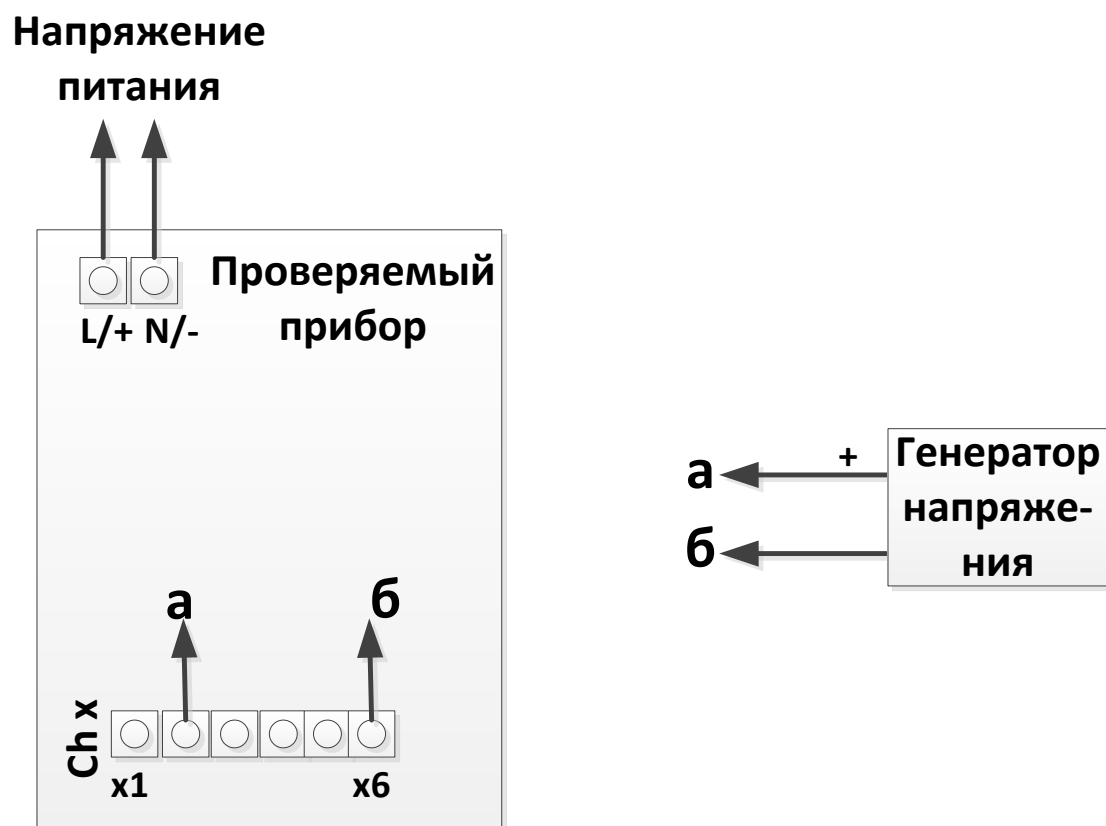 Напряжение
питания
Проверяемый
прибор
L/+ N/-
а
б
Ch x
x1
x6
а
+
б
Генератор
напряже-
ния